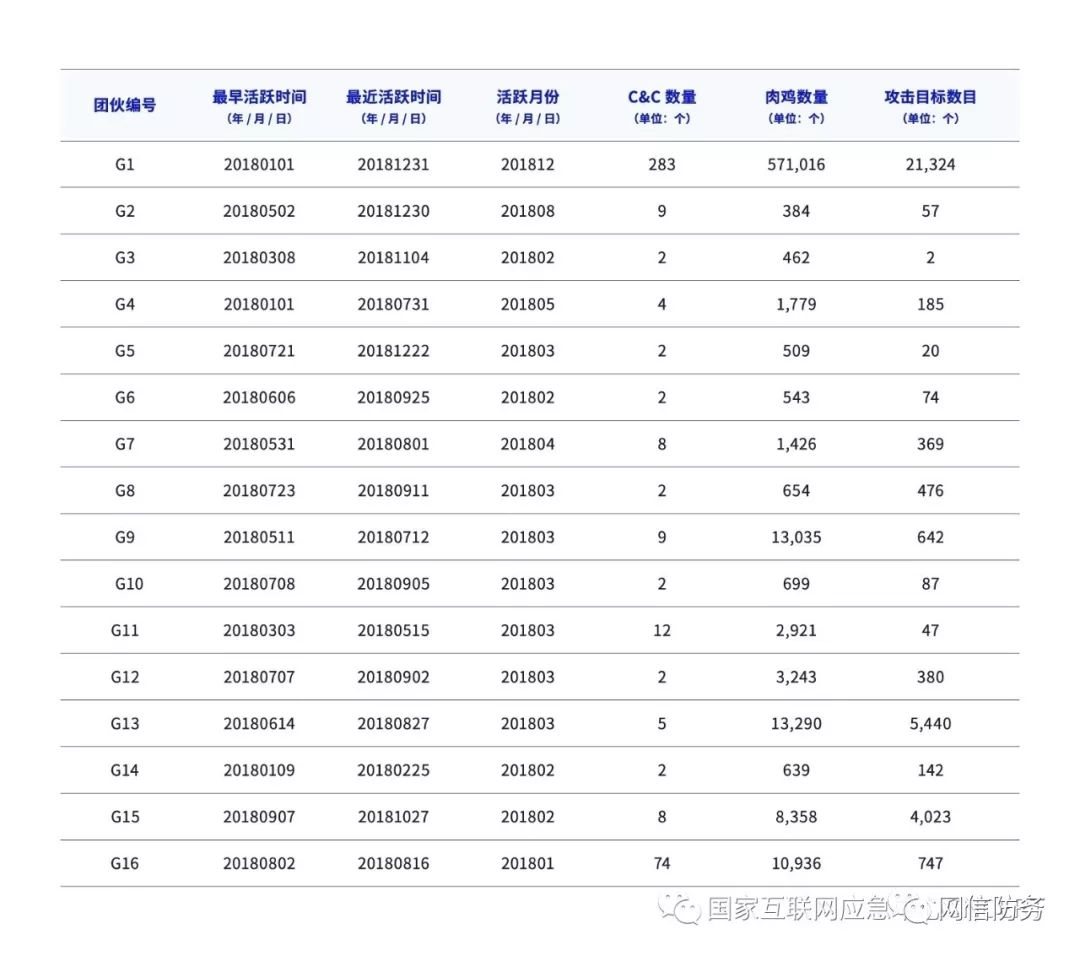 团伙编号 最早活跃时间 最近活跃时间 活跃月份 C&C 数量 肉鸡数量 攻击目标数目
(年 / 月 / 日) (年 / 月 / 日) (年 / 月 / 日) (单位：个) (单位：个) (单位：个)
G1 20180101 20181231 201812 283 571,016 21,324
G2 20180502 20181230 201808 9 384 57
G3 20180308 20181104 201802 2 462 2
G4 20180101 20180731 201805 4 1,779 185
G5 20180721 20181222 201803 2 509 20
G6 20180606 20180925 201802 2 543 74
G7 20180531 20180801 201804 8 1,426 369
G8 20180723 20180911 201803 2 654 476
G9 20180511 20180712 201803 9 13,035 642
G10 20180708 20180905 201803 2 699 87
G11 20180303 20180515 201803 12 2,921 47
G12 20180707 20180902 201803 2 3,243 380
G13 20180614 20180827 201803 5 13,290 5,440
G14 20180109 20180225 201802 2 639 142
G15 20180907 20181027 201802 8 8,358 4,023
G16 20180802 20180816 201801 74 10,936 747
国家互联网应急 网信防务